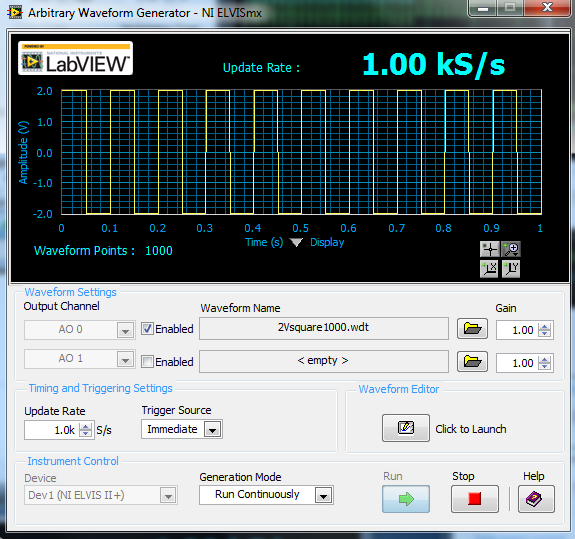 Arbitrary Waveform Generator - NI ELVISmx
POWERED BY
NATIONAL INSTRUMENTS
LabVIEW™
Update Rate :
1.00 kS/s
Amplitude (V)
2.0
1.0
0.0
-1.0
-2.0
0 0.1 0.2 0.3 0.4 0.5 0.6 0.7 0.8 0.9 1
Time (s) Display
Waveform Points : 1000
X Y
Waveform Settings
Output Channel
Waveform Name
Gain
AO 0 Enabled 2Vsquare1000.wdt 1.00
AO 1 Enabled < empty > 1.00
Timing and Triggering Settings
Waveform Editor
Update Rate
Trigger Source
1.0k S/s Immediate
Click to Launch
Instrument Control
Device
Generation Mode
Run
Stop
Help
Dev1 (NI ELVIS II+) Run Continuously